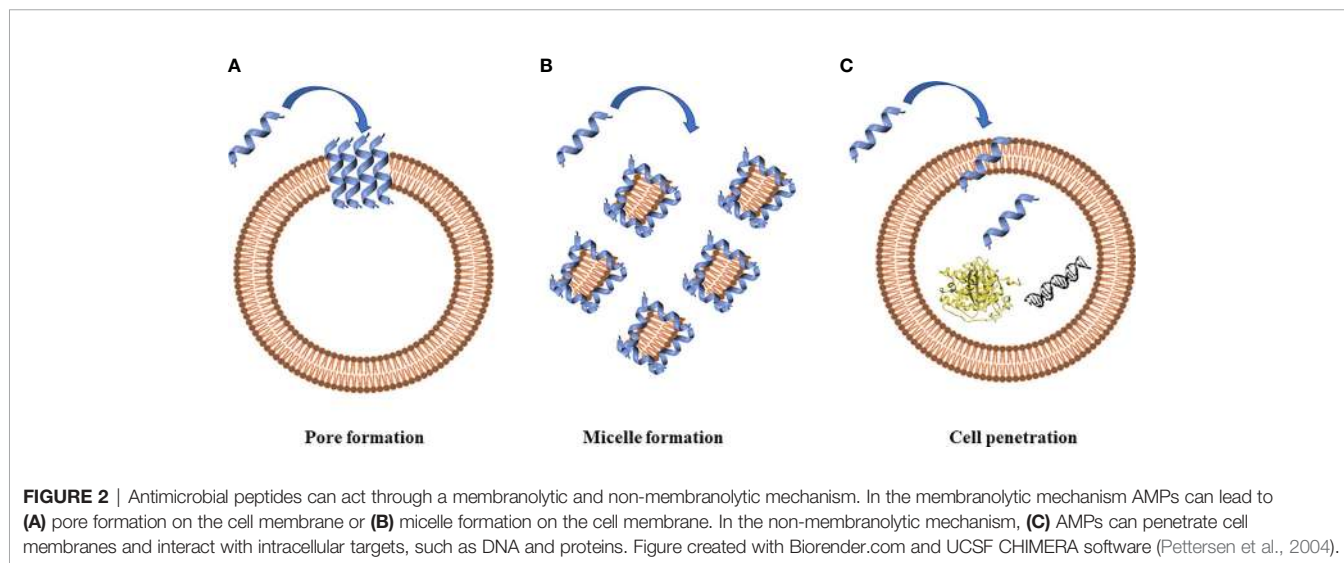 A
B
C
Pore formation
Micelle formation
Cell penetration
FIGURE 2 | Antimicrobial peptides can act through a membranolytic and non-membranolytic mechanism. In the membranolytic mechanism AMPs can lead to
(A) pore formation on the cell membrane or (B) micelle formation on the cell membrane. In the non-membranolytic mechanism, (C) AMPs can penetrate cell
membranes and interact with intracellular targets, such as DNA and proteins. Figure created with Biorender.com and UCSF CHIMERA software (Pettersen et al., 2004).